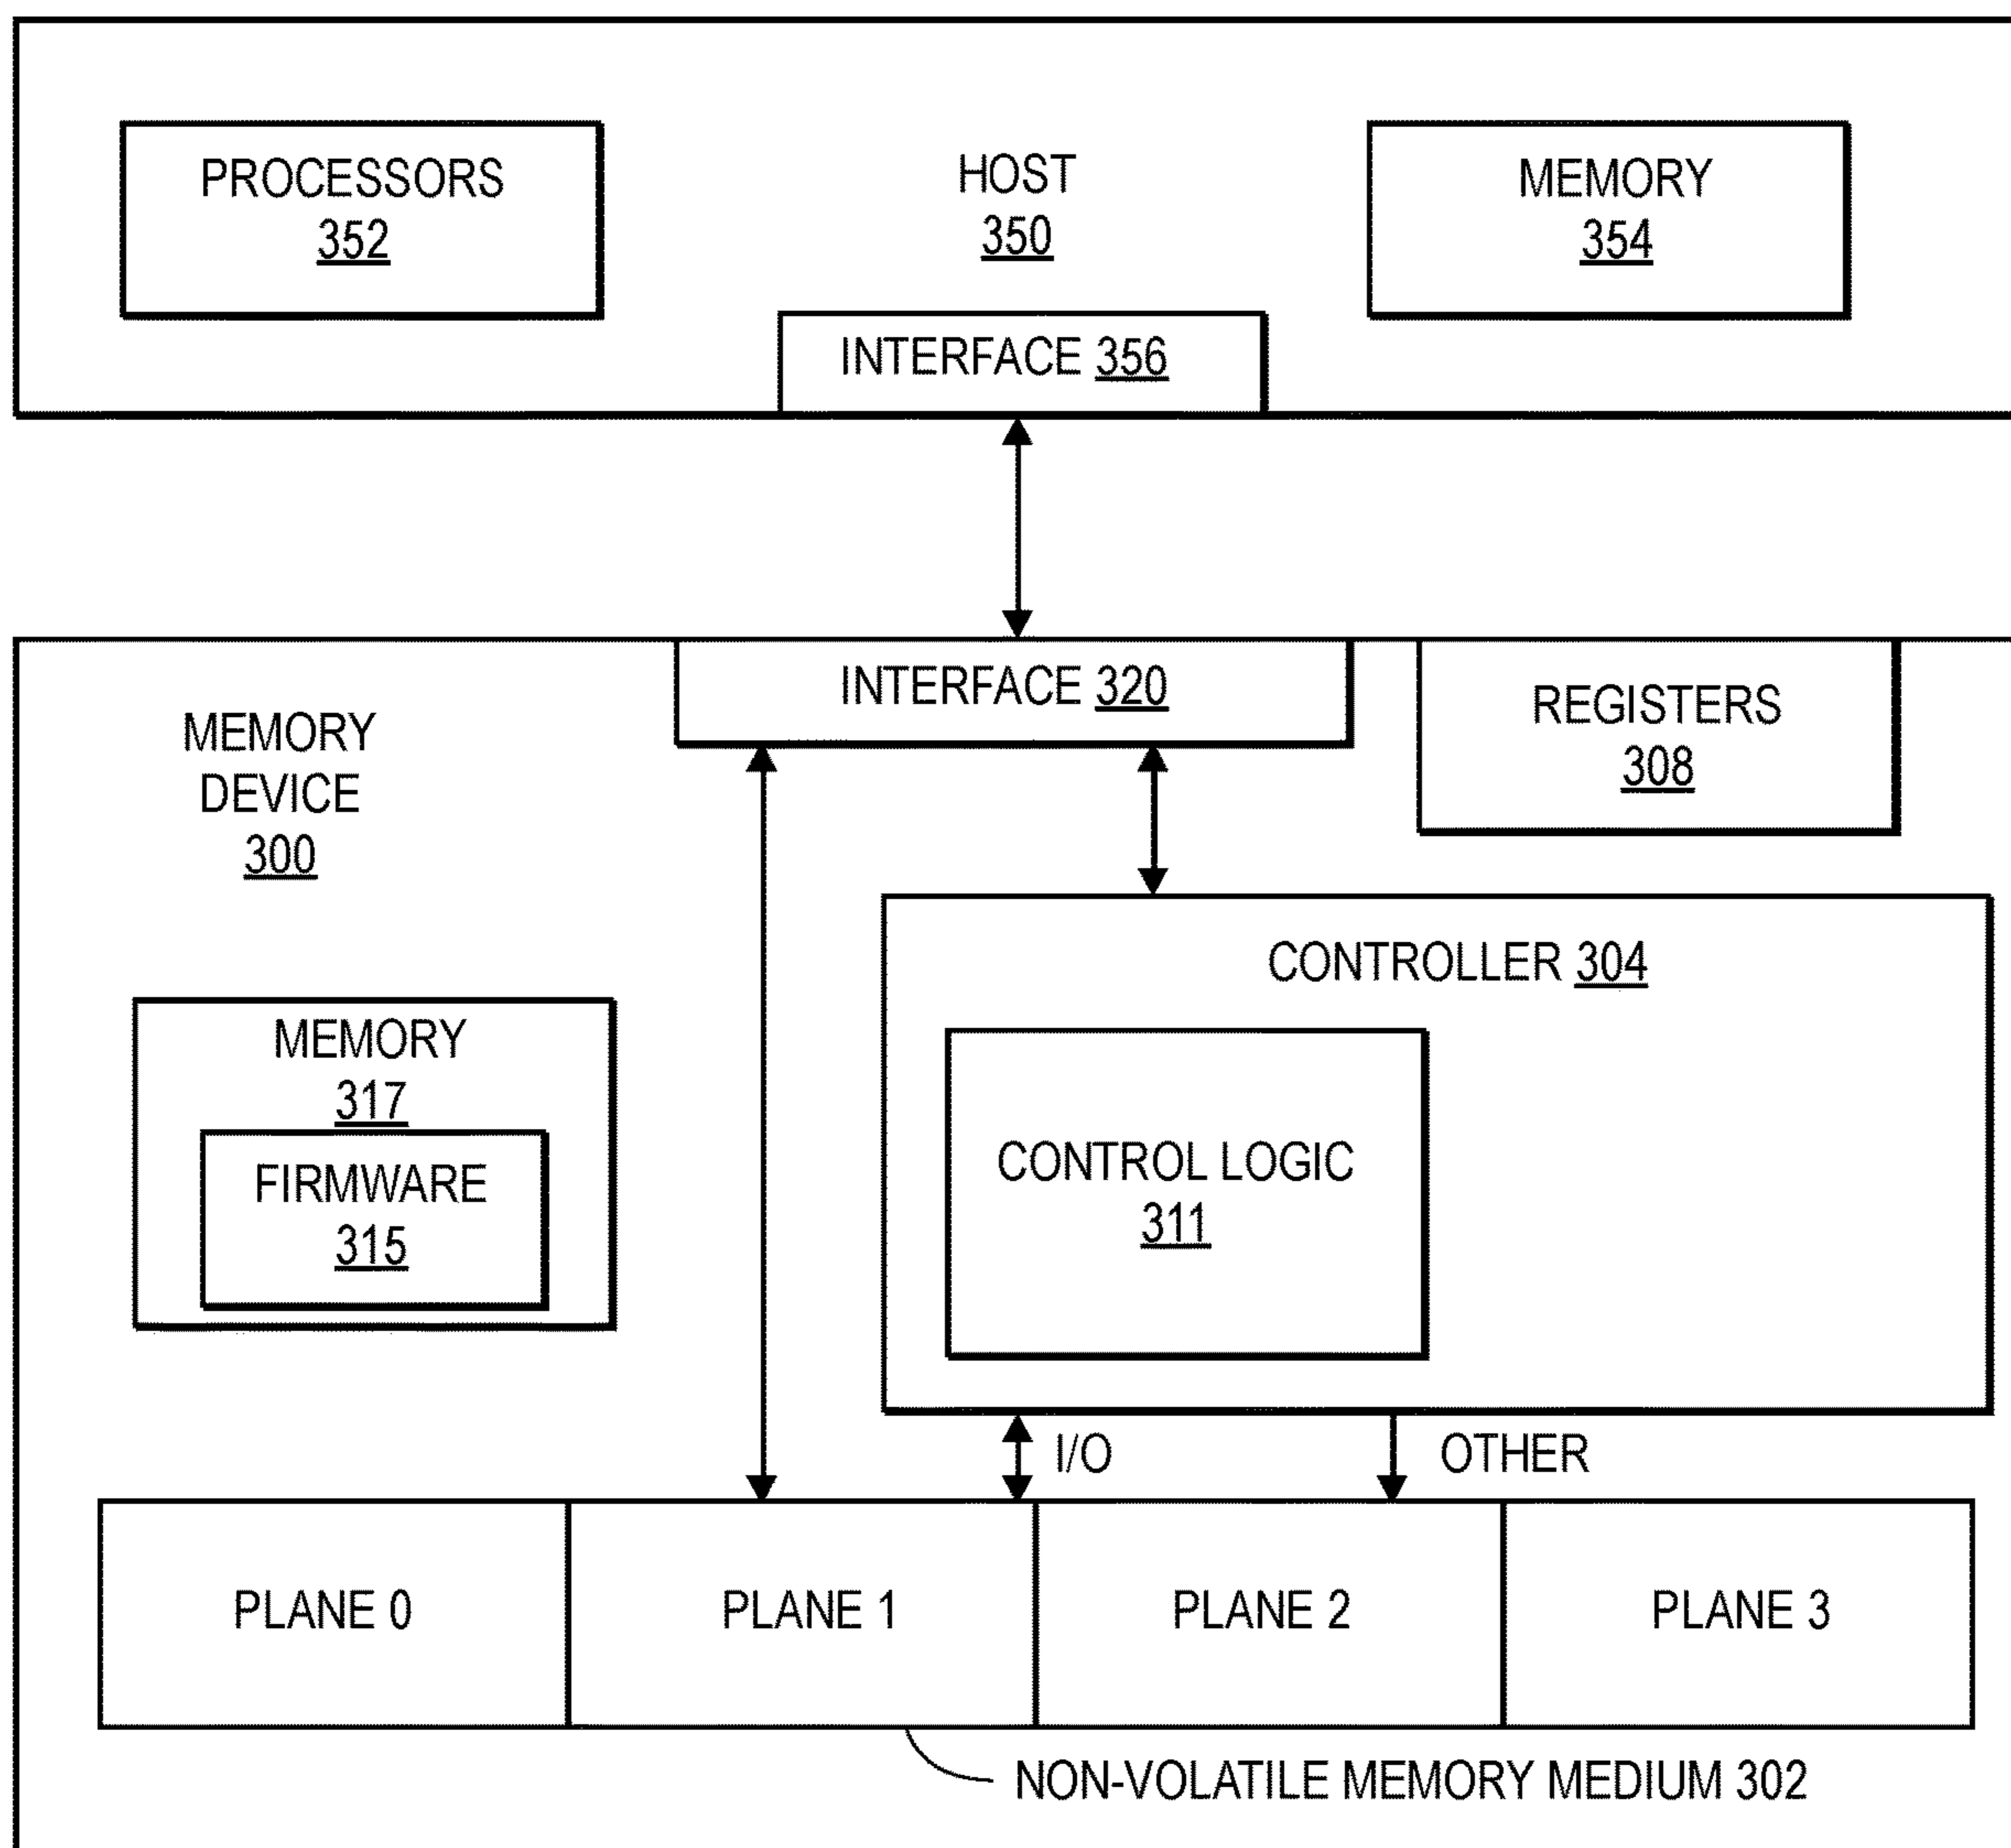 PROCESSORS
352
HOST
350
MEMORY
354
INTERFACE 356
INTERFACE 320
REGISTERS
308
MEMORY
DEVICE
300
CONTROLLER 304
MEMORY
317
FIRMWARE
315
CONTROL LOGIC
311
I/O
OTHER
PLANE 0
PLANE 1
PLANE 2
PLANE 3
NON-VOLATILE MEMORY MEDIUM 302